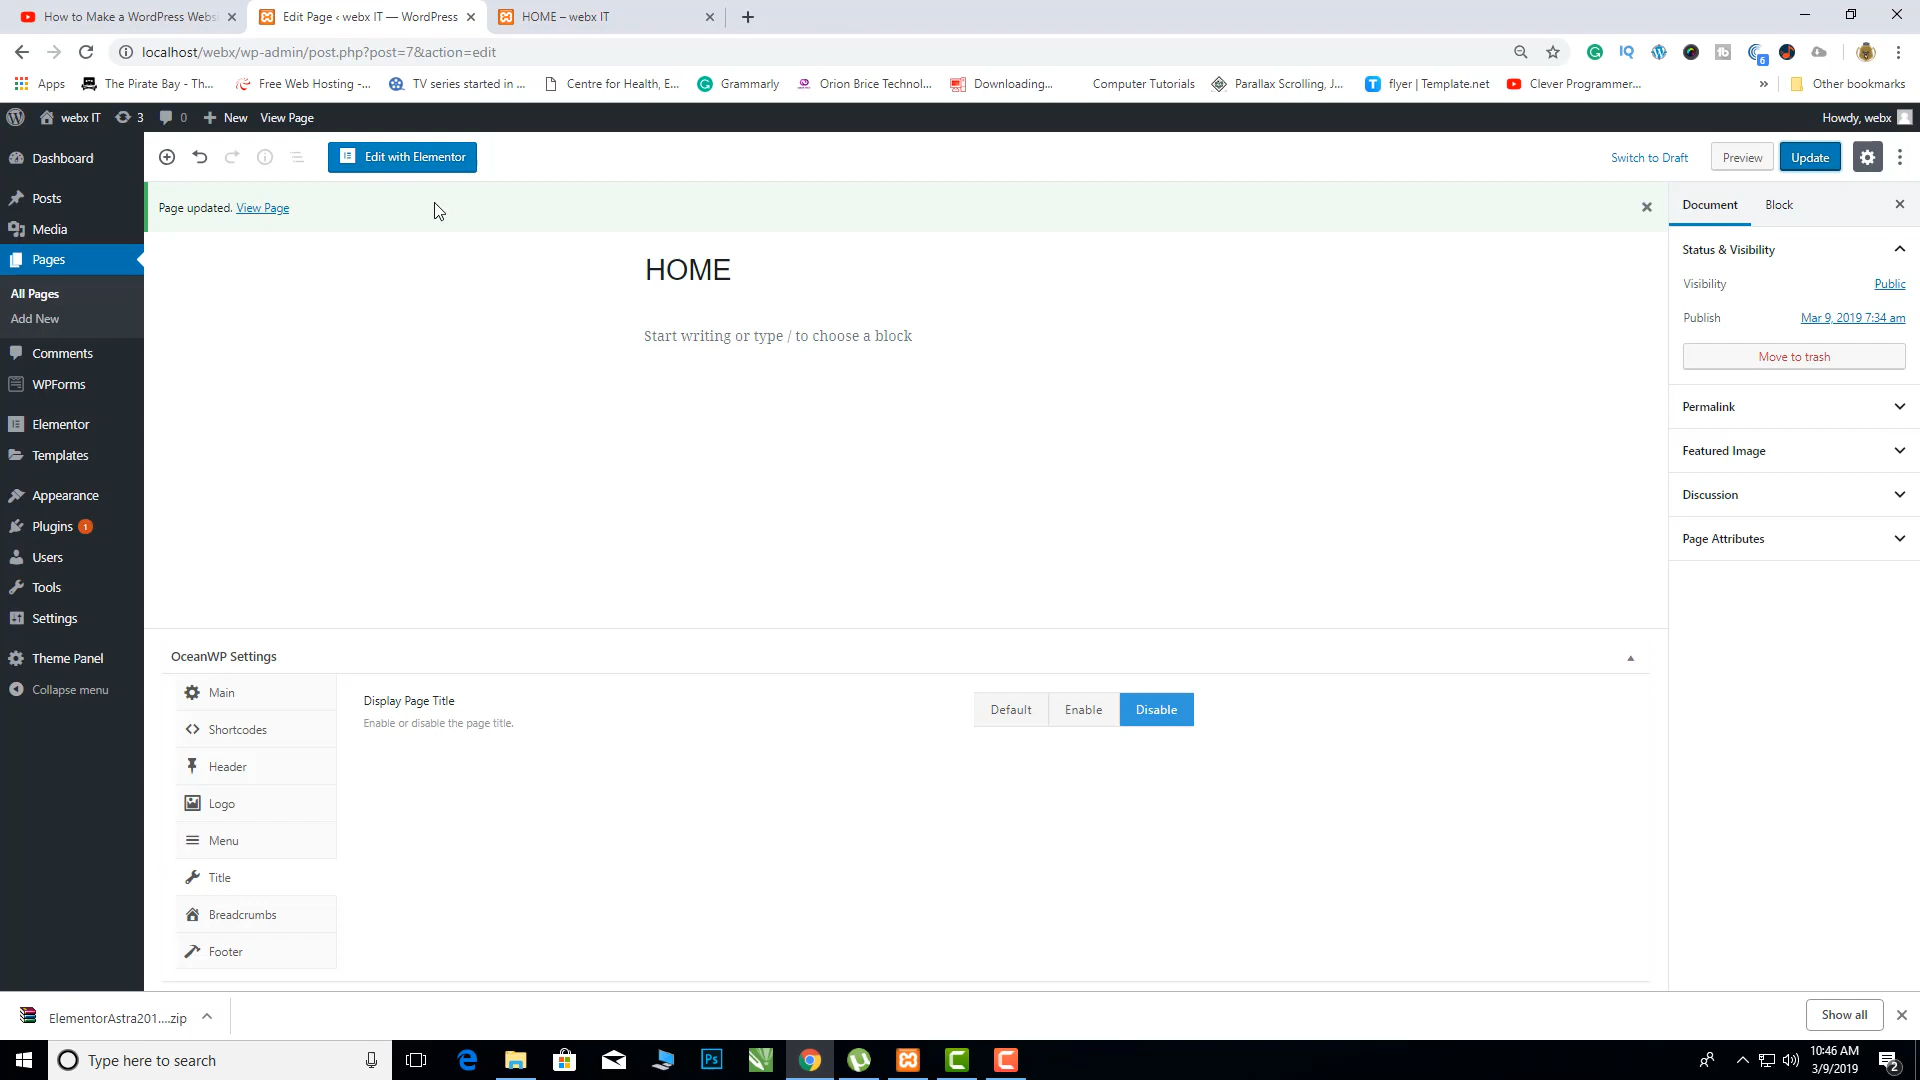 How to Make a WordPress Webs
Edit Page ‹ webx IT — WordPress
HOME – webx IT
localhost/webx/wp-admin/post.php?post=7&action=edit
6
Apps
The Pirate Bay - Th...
Free Web Hosting -...
TV series started in ...
Centre for Health, E...
Grammarly
Orion Brice Technol...
Downloading...
Computer Tutorials
Parallax Scrolling, J...
flyer | Template.net
Clever Programmer...
»
Other bookmarks
webx IT
3
0
New
View Page
Howdy, webx
Dashboard
Posts
Media
Pages
All Pages
Add New
Comments
WPForms
Elementor
Templates
Appearance
Plugins 1
Users
Tools
Settings
Theme Panel
Collapse menu
Edit with Elementor
Switch to Draft
Preview
Update
Page updated. View Page
HOME
Start writing or type / to choose a block
Document
Block
Status & Visibility
Visibility
Public
Publish
Mar 9, 2019 7:34 am
Move to trash
Permalink
Featured Image
Discussion
Page Attributes
OceanWP Settings
Main
Shortcodes
Header
Logo
Menu
Title
Breadcrumbs
Footer
Display Page Title
Enable or disable the page title.
Default
Enable
Disable
ElementorAstra201....zip
Show all
Type here to search
Ps
10:46 AM
3/9/2019
2